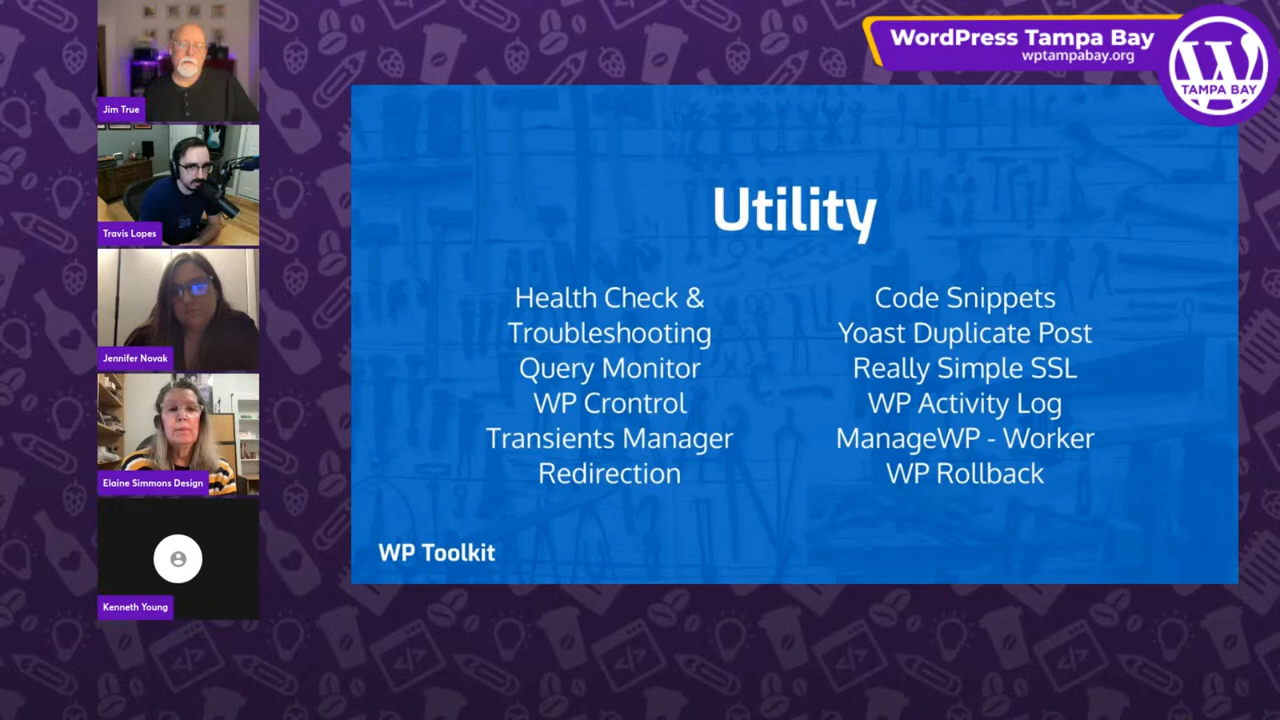 Jim True
Travis Lopes
Jennifer Novak
Elaine Simmons Design
Kenneth Young
WordPress Tampa Bay
wptampabay.org
W
TAMPA BAY
Utility
Health Check &
Troubleshooting
Query Monitor
WP Crontrol
Transients Manager
Redirection
Code Snippets
Yoast Duplicate Post
Really Simple SSL
WP Activity Log
ManageWP - Worker
WP Rollback
WP Toolkit